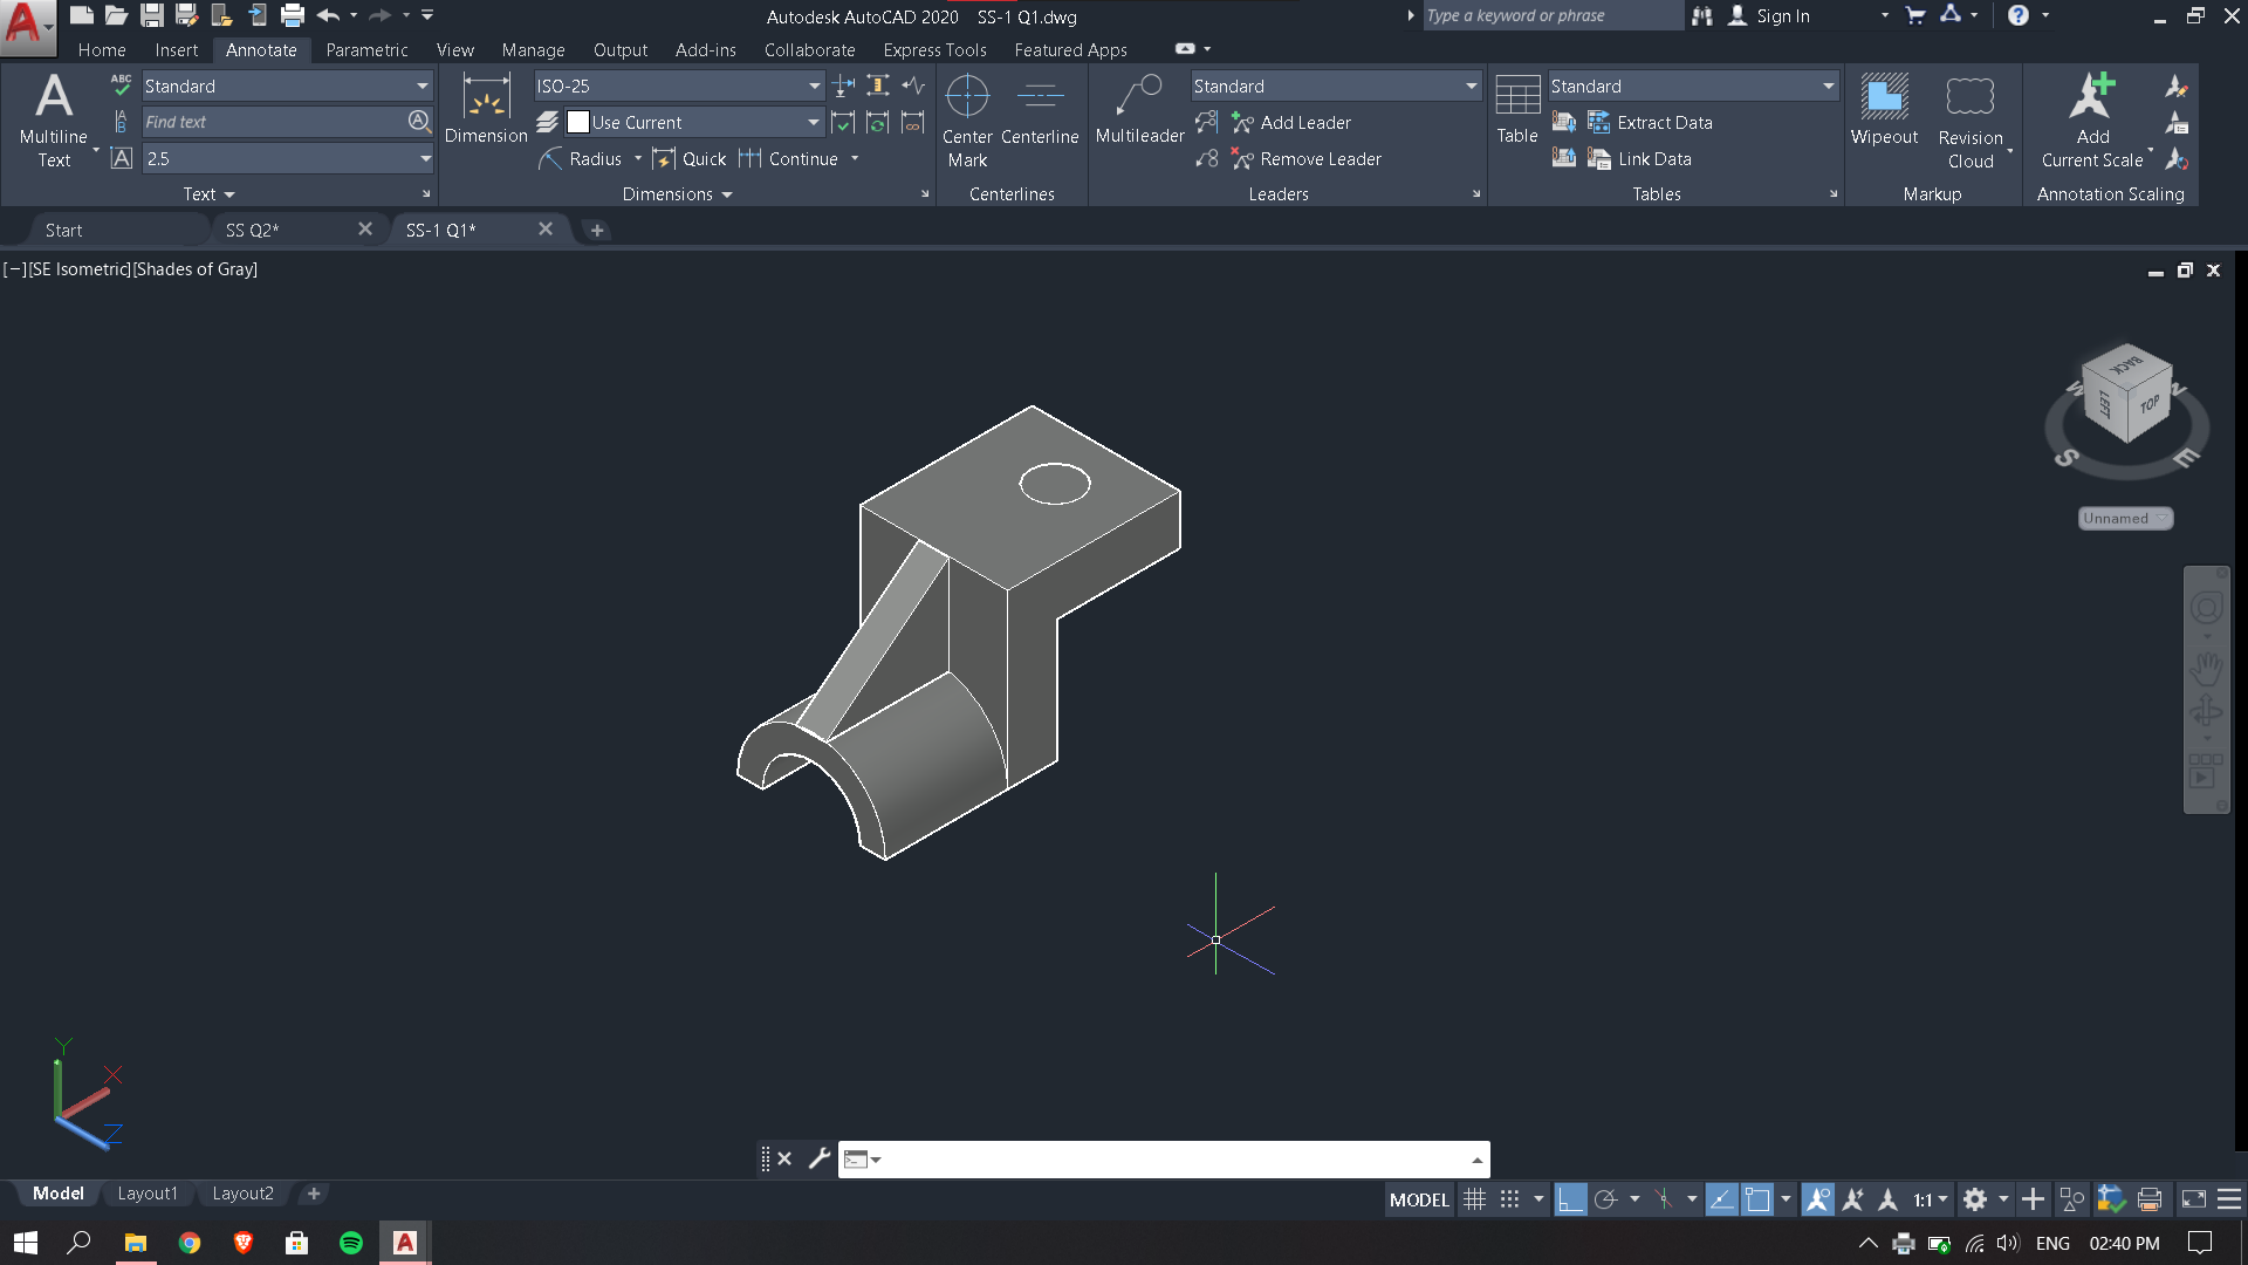 Autodesk AutoCAD 2020 SS-1 Q1.dwg
Type a keyword or phrase
Sign In
Home Insert Annotate Parametric View Manage Output Add-ins Collaborate Express Tools Featured Apps
Multiline Text
ABC
Standard
Find text
2.5
Text
Dimension
ISO-25
Use Current
Radius Quick Continue
Dimensions
Center Mark
Centerline
Centerlines
Multileader
Standard
Add Leader
Remove Leader
Leaders
Table
Standard
Extract Data
Link Data
Tables
Wipeout
Revision Cloud
Markup
Add Current Scale
Annotation Scaling
Start SS Q2* SS-1 Q1*
[−][SE Isometric][Shades of Gray]
BACK
LEFT
TOP
W N
S E
Unnamed
Y
X
Z
Model Layout1 Layout2
MODEL 1:1
ENG 02:40 PM